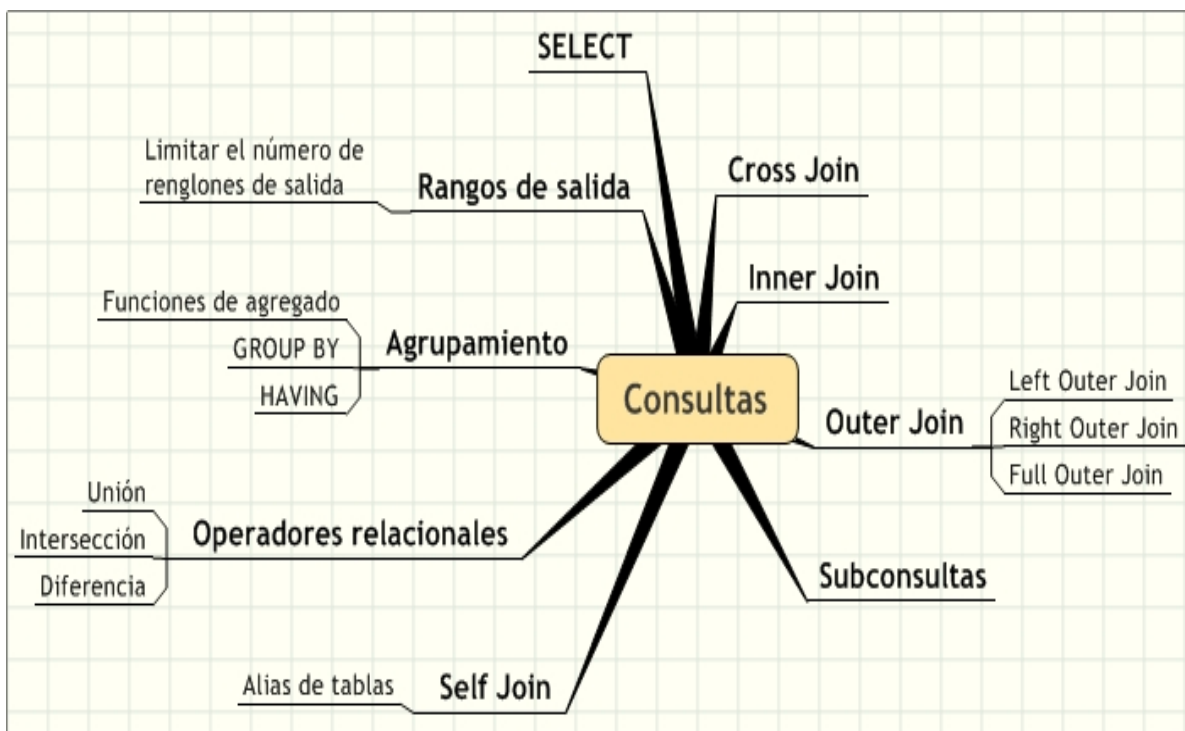 SELECT
Limitar el número de
renglones de salida
Rangos de salida
Cross Join
Inner Join
Funciones de agregado
GROUP BY
HAVING
Agrupamiento
Consultas
Outer Join
Left Outer Join
Right Outer Join
Full Outer Join
Unión
Intersección
Diferencia
Operadores relacionales
Subconsultas
Alias de tablas
Self Join